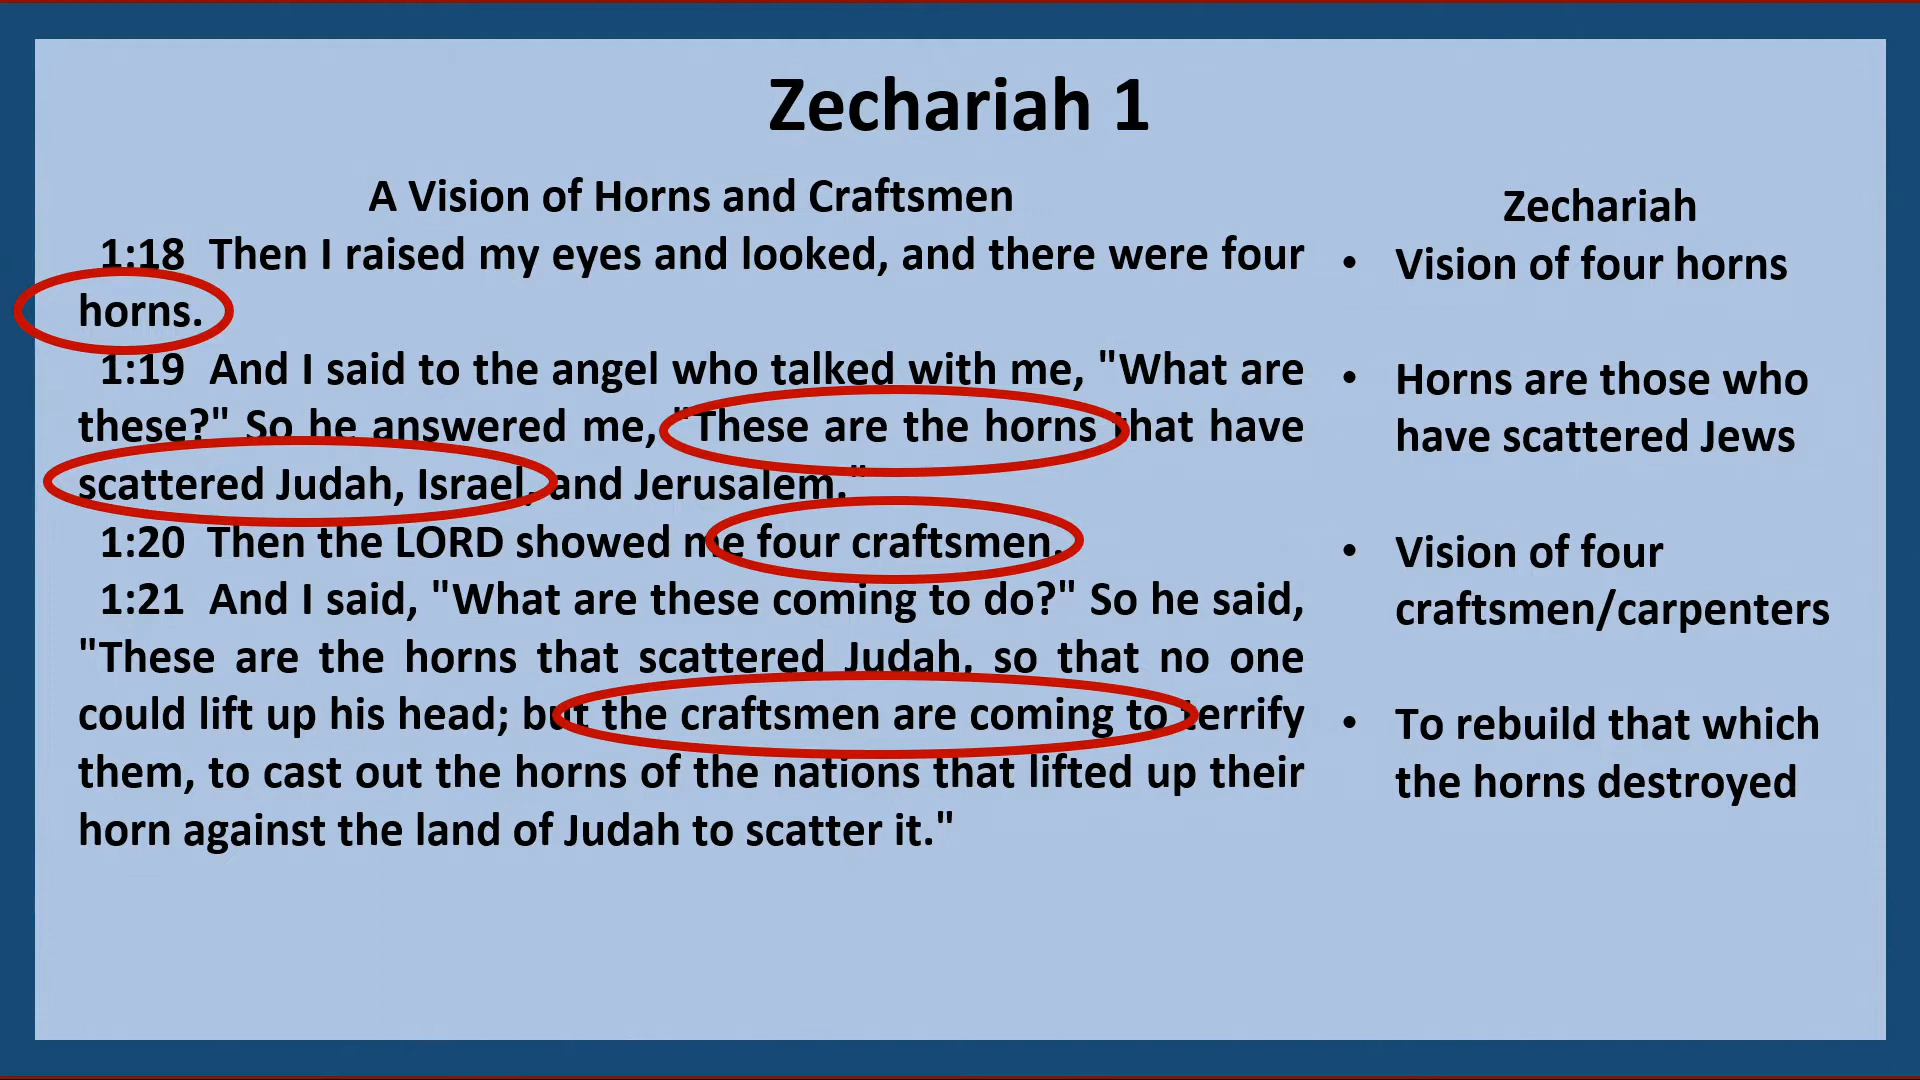 Zechariah 1
A Vision of Horns and Craftsmen
1:18 Then I raised my eyes and looked, and there were four
horns.
1:19 And I said to the angel who talked with me, "What are
these?" So he answered me, "These are the horns that have
scattered Judah, Israel, and Jerusalem."
1:20 Then the LORD showed me four craftsmen.
1:21 And I said, "What are these coming to do?" So he said,
"These are the horns that scattered Judah, so that no one
could lift up his head; but the craftsmen are coming to terrify
them, to cast out the horns of the nations that lifted up their
horn against the land of Judah to scatter it."
Zechariah
• Vision of four horns
• Horns are those who
have scattered Jews
• Vision of four
craftsmen/carpenters
• To rebuild that which
the horns destroyed